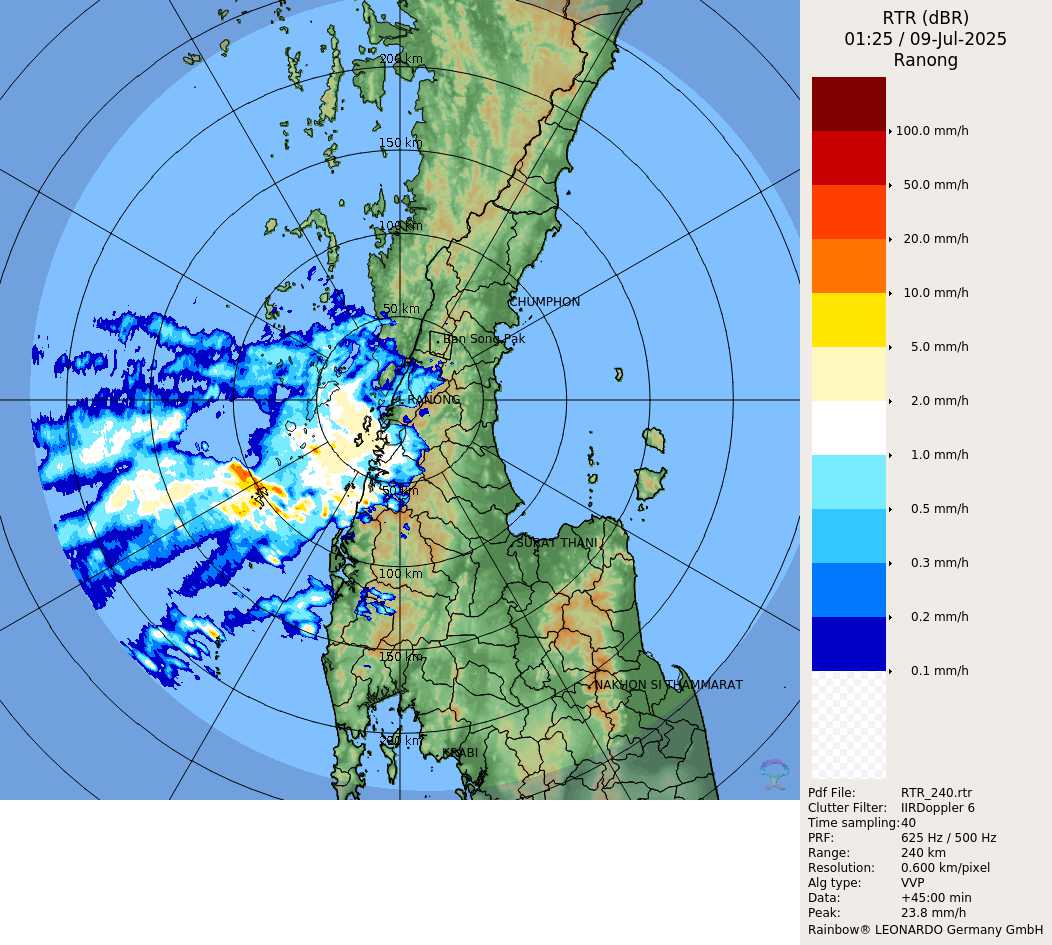 RTR (dBR)
01:25 / 09-Jul-2025
Ranong
100.0 mm/h
50.0 mm/h
20.0 mm/h
10.0 mm/h
5.0 mm/h
2.0 mm/h
1.0 mm/h
0.5 mm/h
0.3 mm/h
0.2 mm/h
0.1 mm/h
200 km
150 km
100 km
50 km
CHUMPHON
Ban Song Pak
RANONG
50 km
SURAT THANI
100 km
150 km
NAKHON SI THAMMARAT
200 km
KRABI
Pdf File: RTR_240.rtr
Clutter Filter: IIRDoppler 6
Time sampling: 40
PRF: 625 Hz / 500 Hz
Range: 240 km
Resolution: 0.600 km/pixel
Alg type: VVP
Data: +45:00 min
Peak: 23.8 mm/h
Rainbow® LEONARDO Germany GmbH